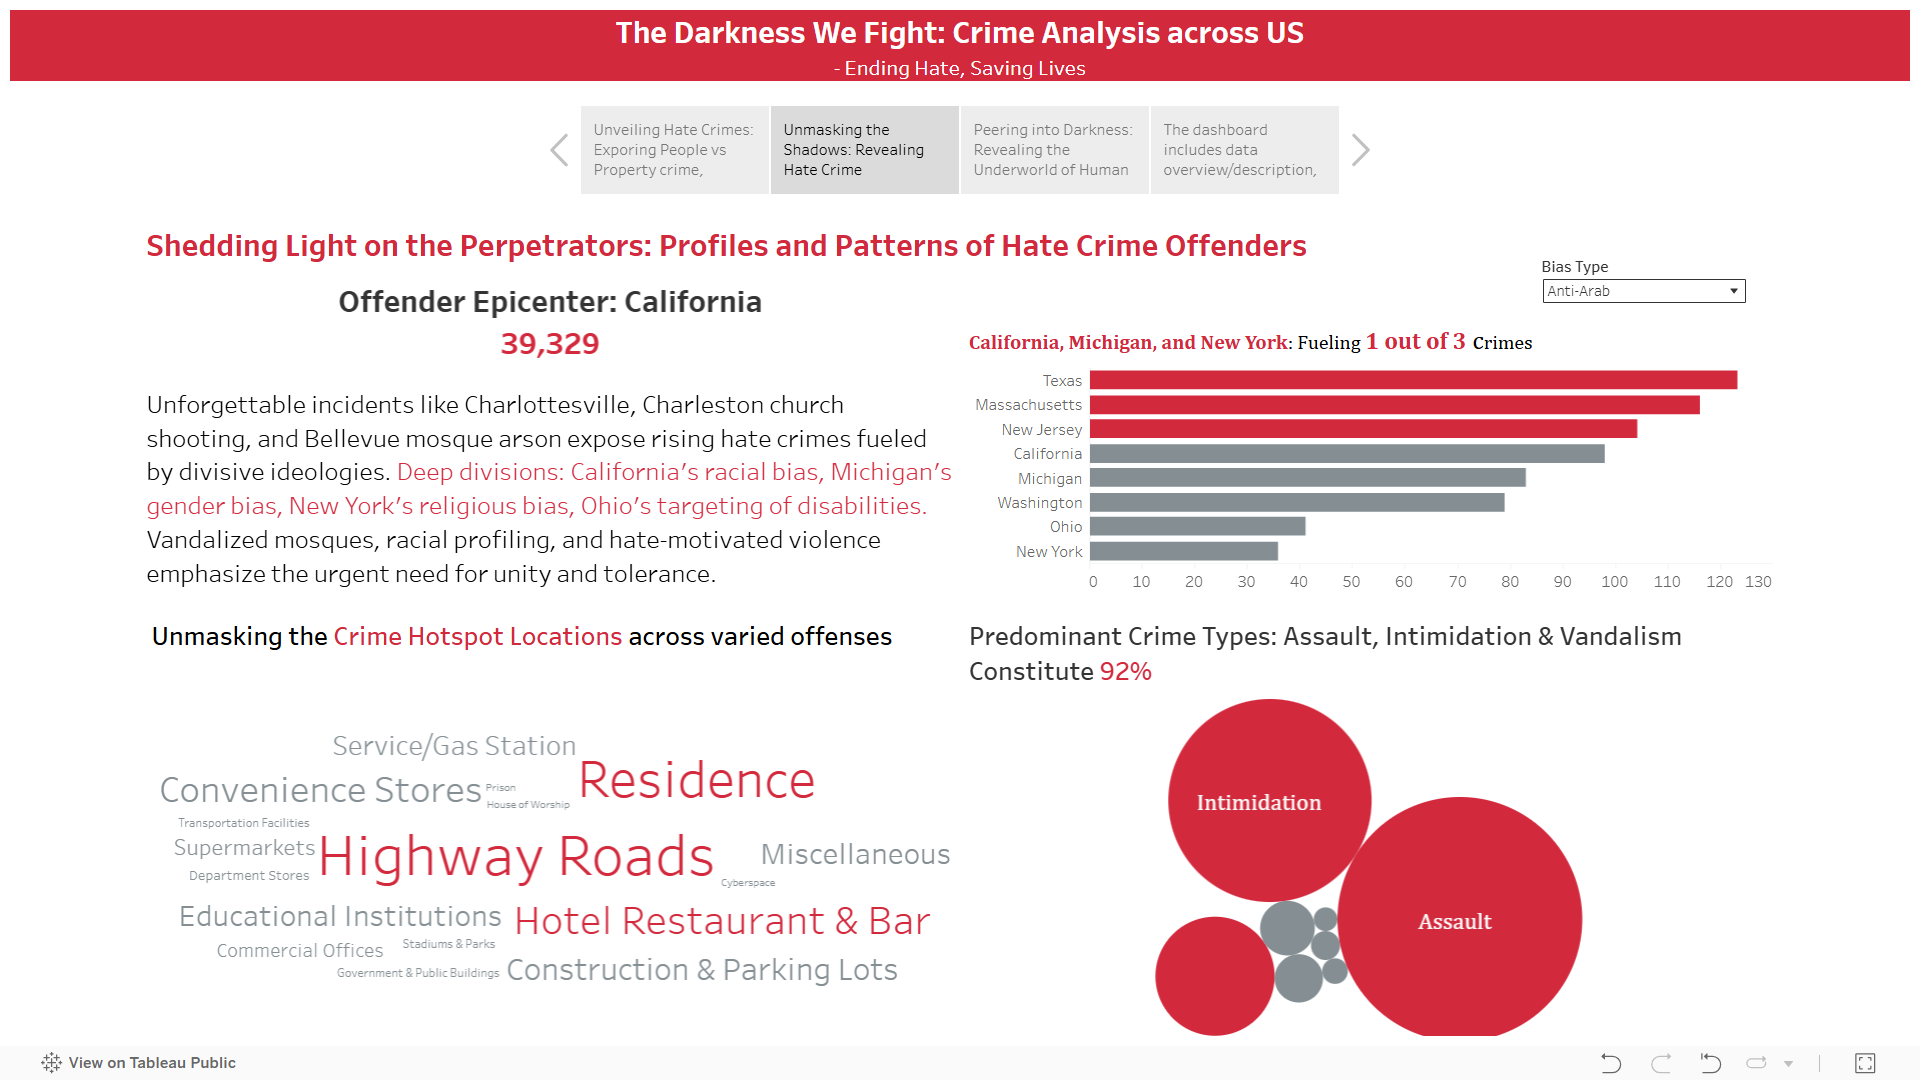 The Darkness We Fight: Crime Analysis across US
- Ending Hate, Saving Lives
Unveiling Hate Crimes:
Exporing People vs
Property crime,
Unmasking the
Shadows: Revealing
Hate Crime
Peering into Darkness:
Revealing the
Underworld of Human
The dashboard
includes data
overview/description,
Shedding Light on the Perpetrators: Profiles and Patterns of Hate Crime Offenders
Bias Type
Anti-Arab
Offender Epicenter: California
39,329
Unforgettable incidents like Charlottesville, Charleston church
shooting, and Bellevue mosque arson expose rising hate crimes fueled
by divisive ideologies. Deep divisions: California’s racial bias, Michigan’s
gender bias, New York’s religious bias, Ohio’s targeting of disabilities.
Vandalized mosques, racial profiling, and hate-motivated violence
emphasize the urgent need for unity and tolerance.
California, Michigan, and New York: Fueling 1 out of 3 Crimes
Texas
Massachusetts
New Jersey
California
Michigan
Washington
Ohio
New York
0 10 20 30 40 50 60 70 80 90 100 110 120 130
Unmasking the Crime Hotspot Locations across varied offenses
Service/Gas Station
Residence
Convenience Stores
Prison
House of Worship
Transportation Facilities
Supermarkets
Highway Roads
Miscellaneous
Department Stores
Cyberspace
Educational Institutions
Hotel Restaurant & Bar
Commercial Offices
Stadiums & Parks
Government & Public Buildings
Construction & Parking Lots
Predominant Crime Types: Assault, Intimidation & Vandalism
Constitute 92%
Intimidation
Assault
View on Tableau Public